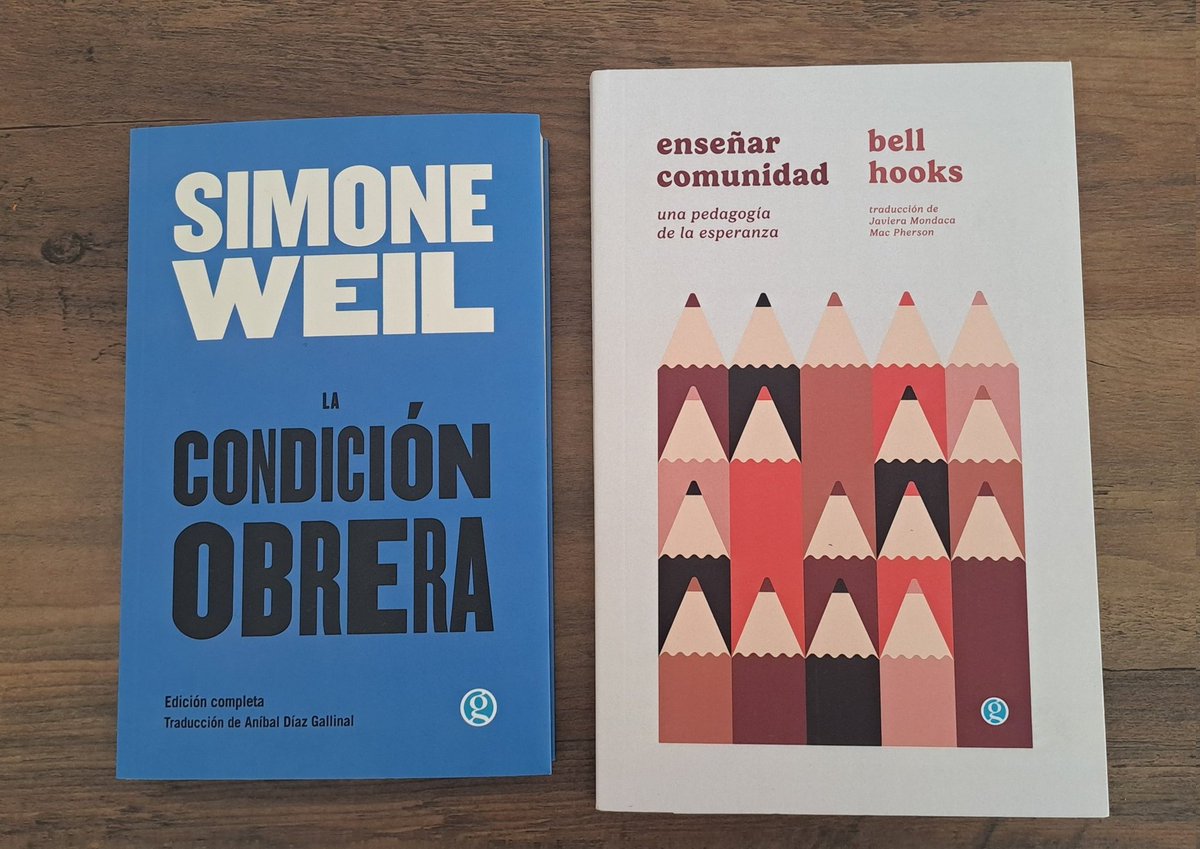 SIMONE
WEIL
LA
CONDICIÓN
OBRERA
Edición completa
Traducción de Aníbal Díaz Gallinal
g
enseñar
comunidad
una pedagogía
de la esperanza
bell
hooks
traducción de
Javiera Mondaca
Mac Pherson
g